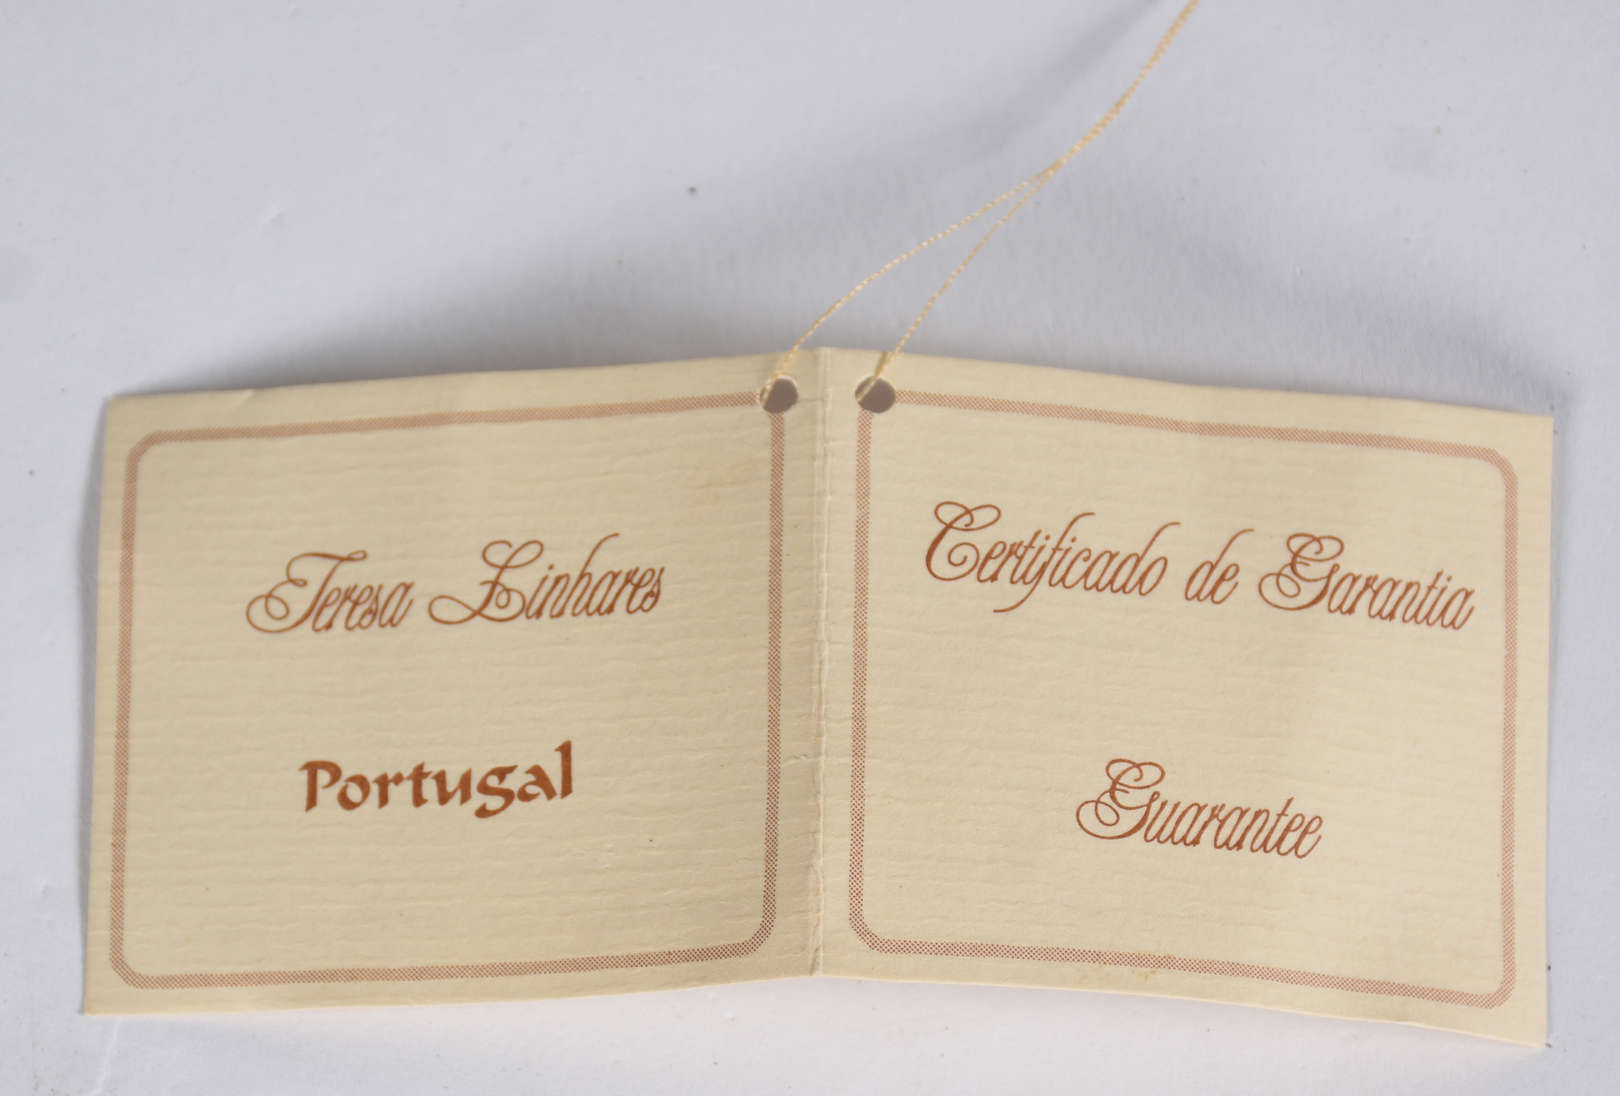 Teresa Linhares
Portugal
Certificado de Garantia
Guarantee